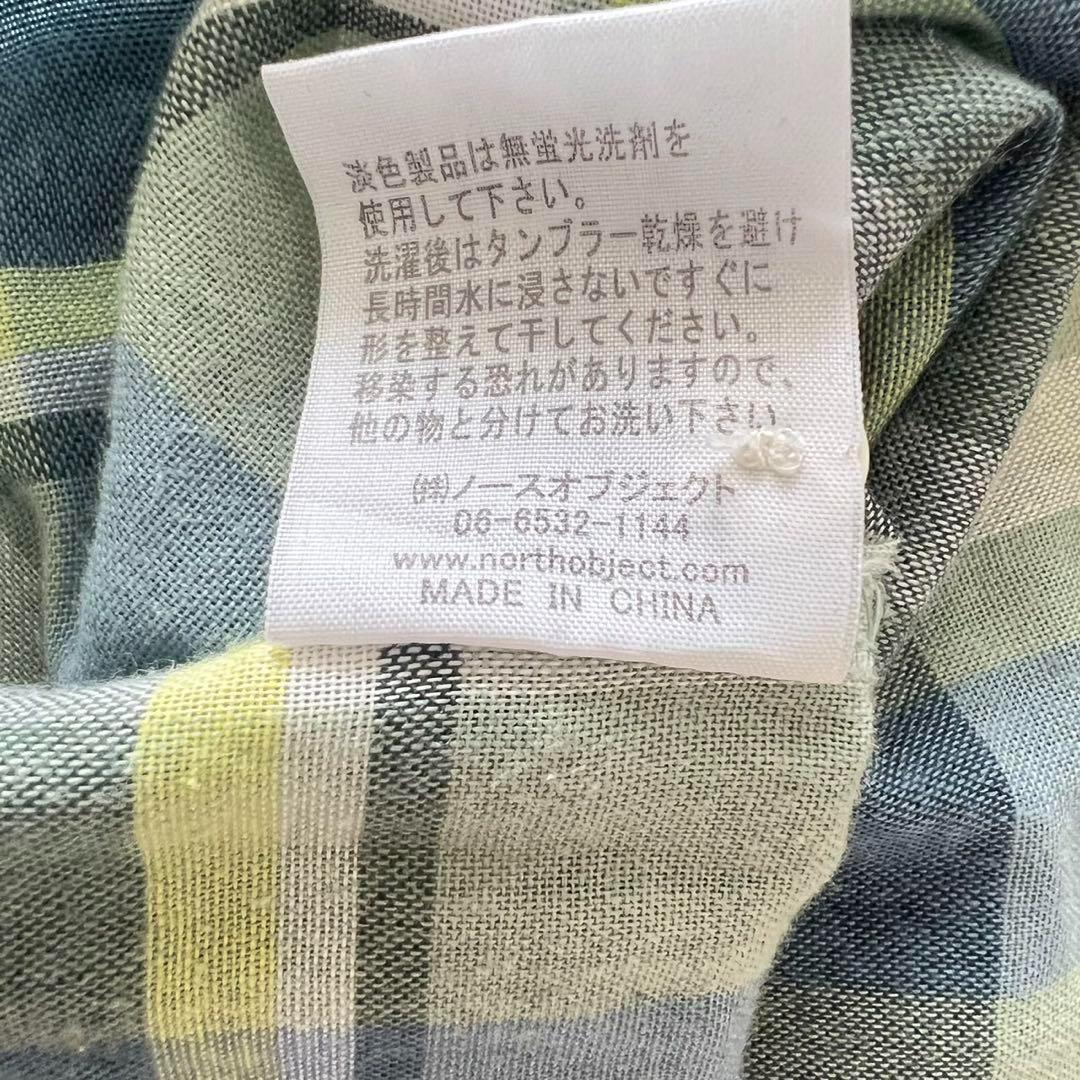 淡色製品は無蛍光洗剤を
使用して下さい。
洗濯後はタンブラー乾燥を避け
長時間水に浸さないですぐに
形を整えて干してください。
移染する恐れがありますので、
他の物と分けてお洗い下さい
㈱ノースオブジェクト
06-6532-1144
www.northobject.com
MADE IN CHINA